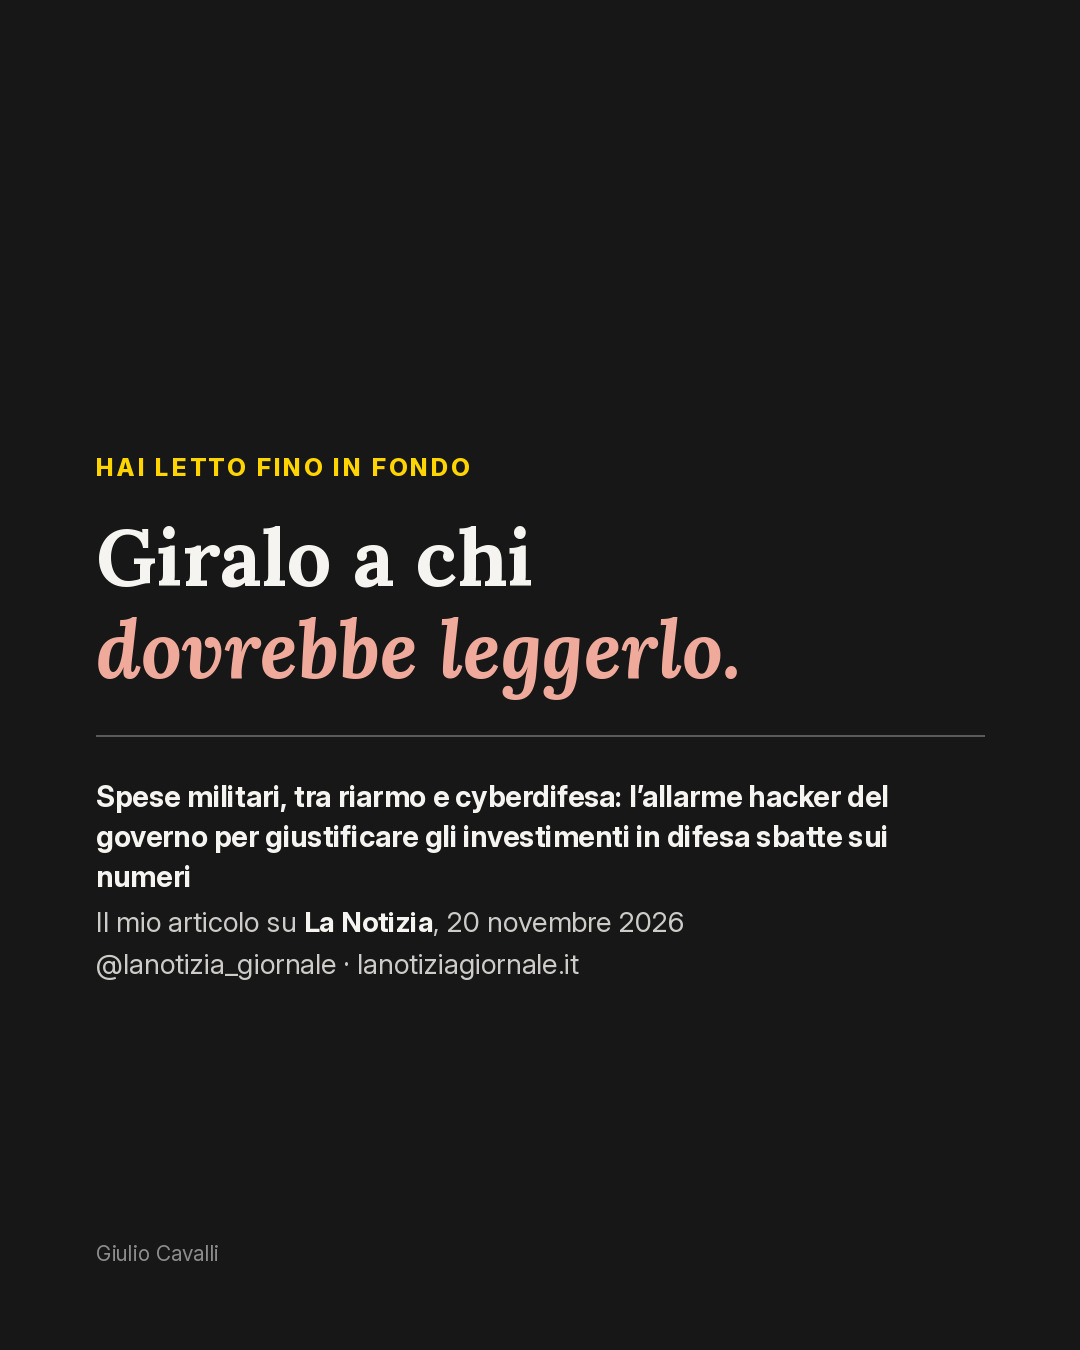 HAI LETTO FINO IN FONDO
Giralo a chi
dovrebbe leggerlo.
Spese militari, tra riarmo e cyberdifesa: l’allarme hacker del
governo per giustificare gli investimenti in difesa sbatte sui
numeri
Il mio articolo su La Notizia, 20 novembre 2026
@lanotizia_giornale · lanotiziagiornale.it
Giulio Cavalli